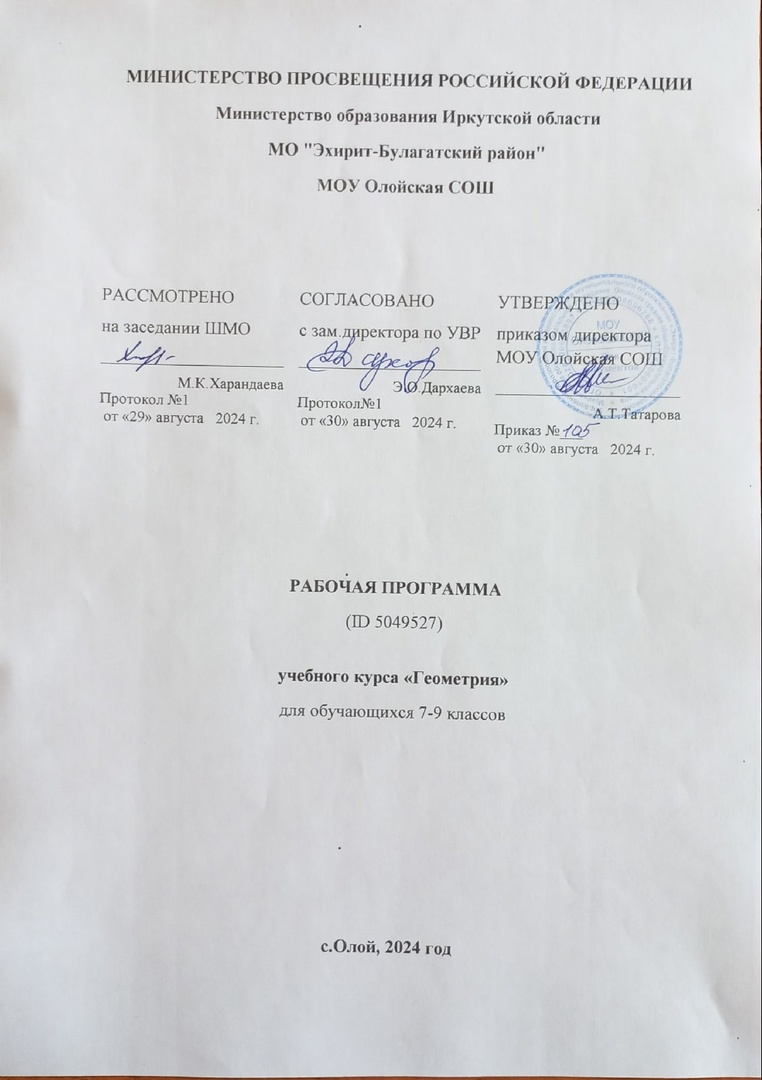 МИНИСТЕРСТВО ПРОСВЕЩЕНИЯ РОССИЙСКОЙ ФЕДЕРАЦИИ
Министерство образования Иркутской области
МО "Эхирит-Булагатский район"
МОУ Олойская СОШ
РАССМОТРЕНО
на заседании ШМО
М.К.Харандаева
Протокол №1
от «29» августа 2024 г.
СОГЛАСОВАНО
с зам.директора по УВР
Э.О.Дархаева
Протокол№1
от «30» августа 2024 г.
УТВЕРЖДЕНО
приказом директора
МОУ Олойская СОШ
А.Т.Татарова
Приказ № 105
от «30» августа 2024 г.
МОУ
РАБОЧАЯ ПРОГРАММА
(ID 5049527)
учебного курса «Геометрия»
для обучающихся 7-9 классов
с.Олой, 2024 год